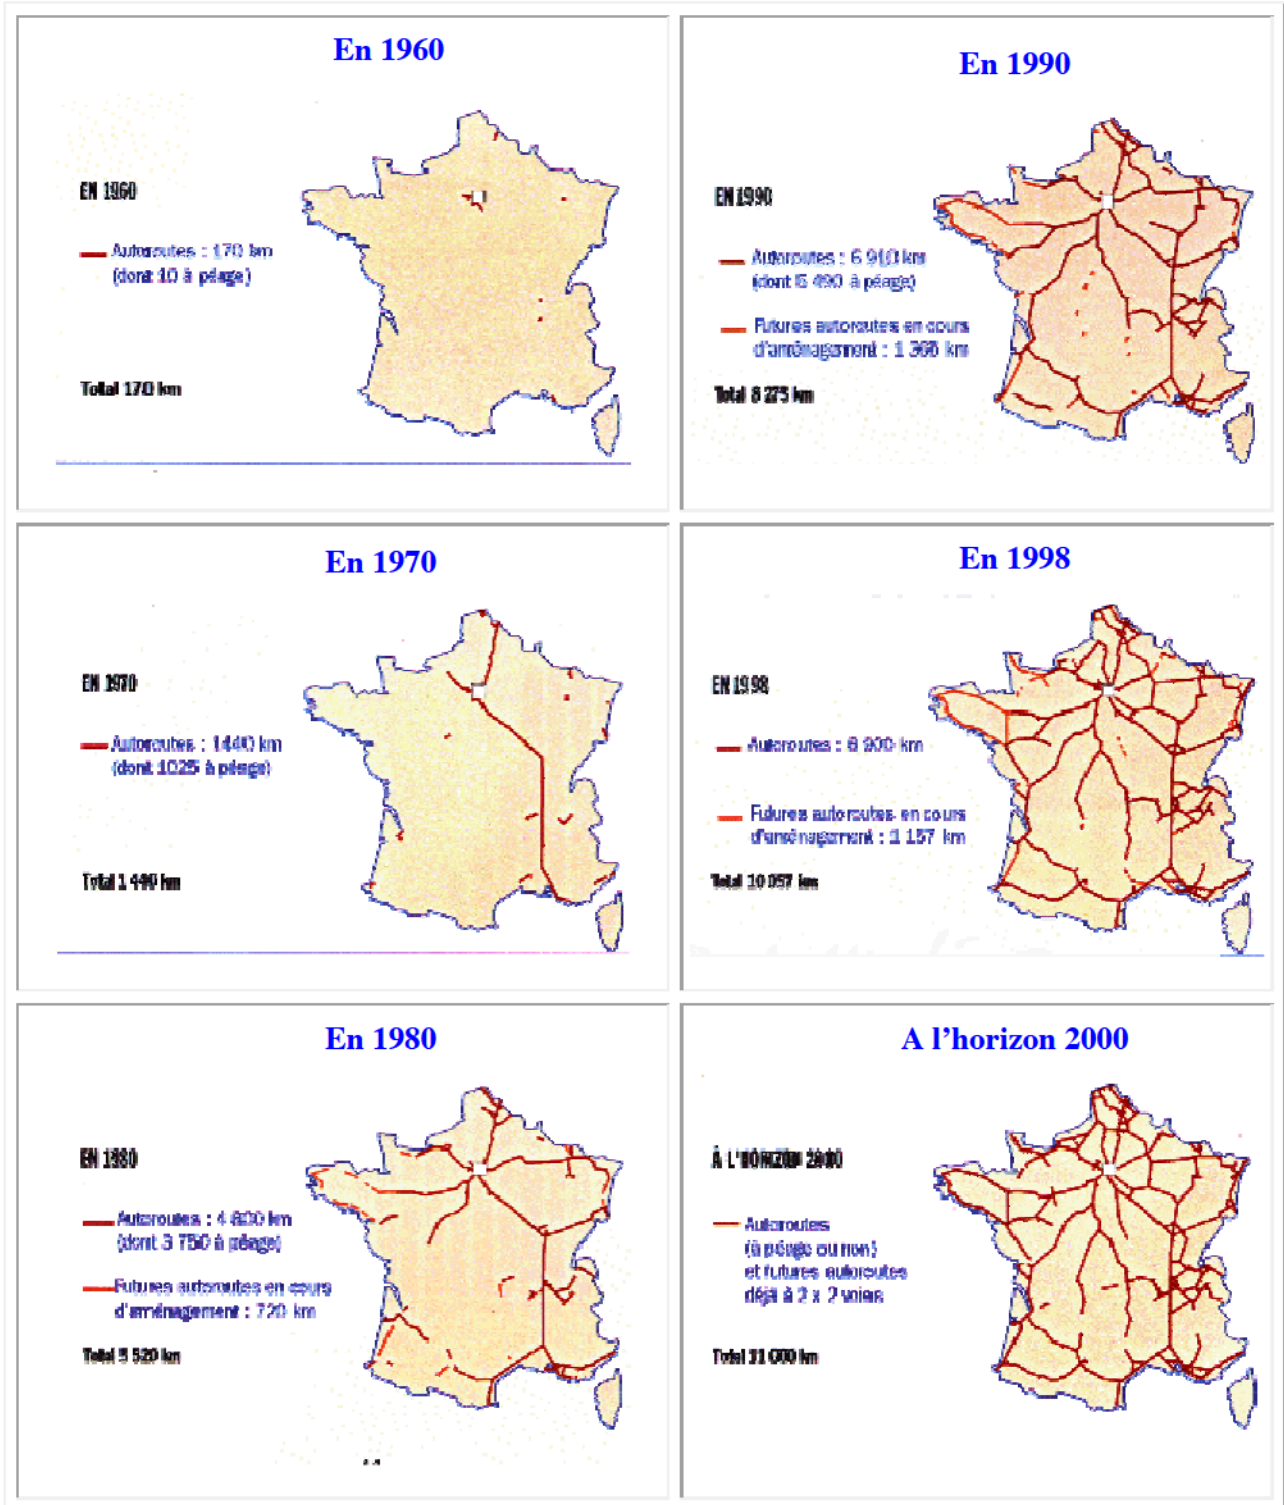 En 1960
EN 1960
Autoroutes : 170 km
(dont 10 à péage)
Total 170 km
En 1970
EN 1970
Autoroutes : 1440 km
(dont 1025 à péage)
Total 1 440 km
En 1980
EN 1980
Autoroutes : 4 800 km
(dont 3 750 à péage)
Futures autoroutes en cours
d'aménagement : 720 km
Total 5 520 km
En 1990
EN 1990
Autoroutes : 6 910 km
(dont 5 490 à péage)
Futures autoroutes en cours
d'aménagement : 1 365 km
Total 8 275 km
En 1998
EN 1998
Autoroutes : 8 900 km
Futures autoroutes en cours
d'aménagement : 1 157 km
Total 10 057 km
A l'horizon 2000
À L'HORIZON 2000
Autoroutes
(à péage ou non)
et futures autoroutes
déjà à 2 x 2 voies
Total 11 000 km